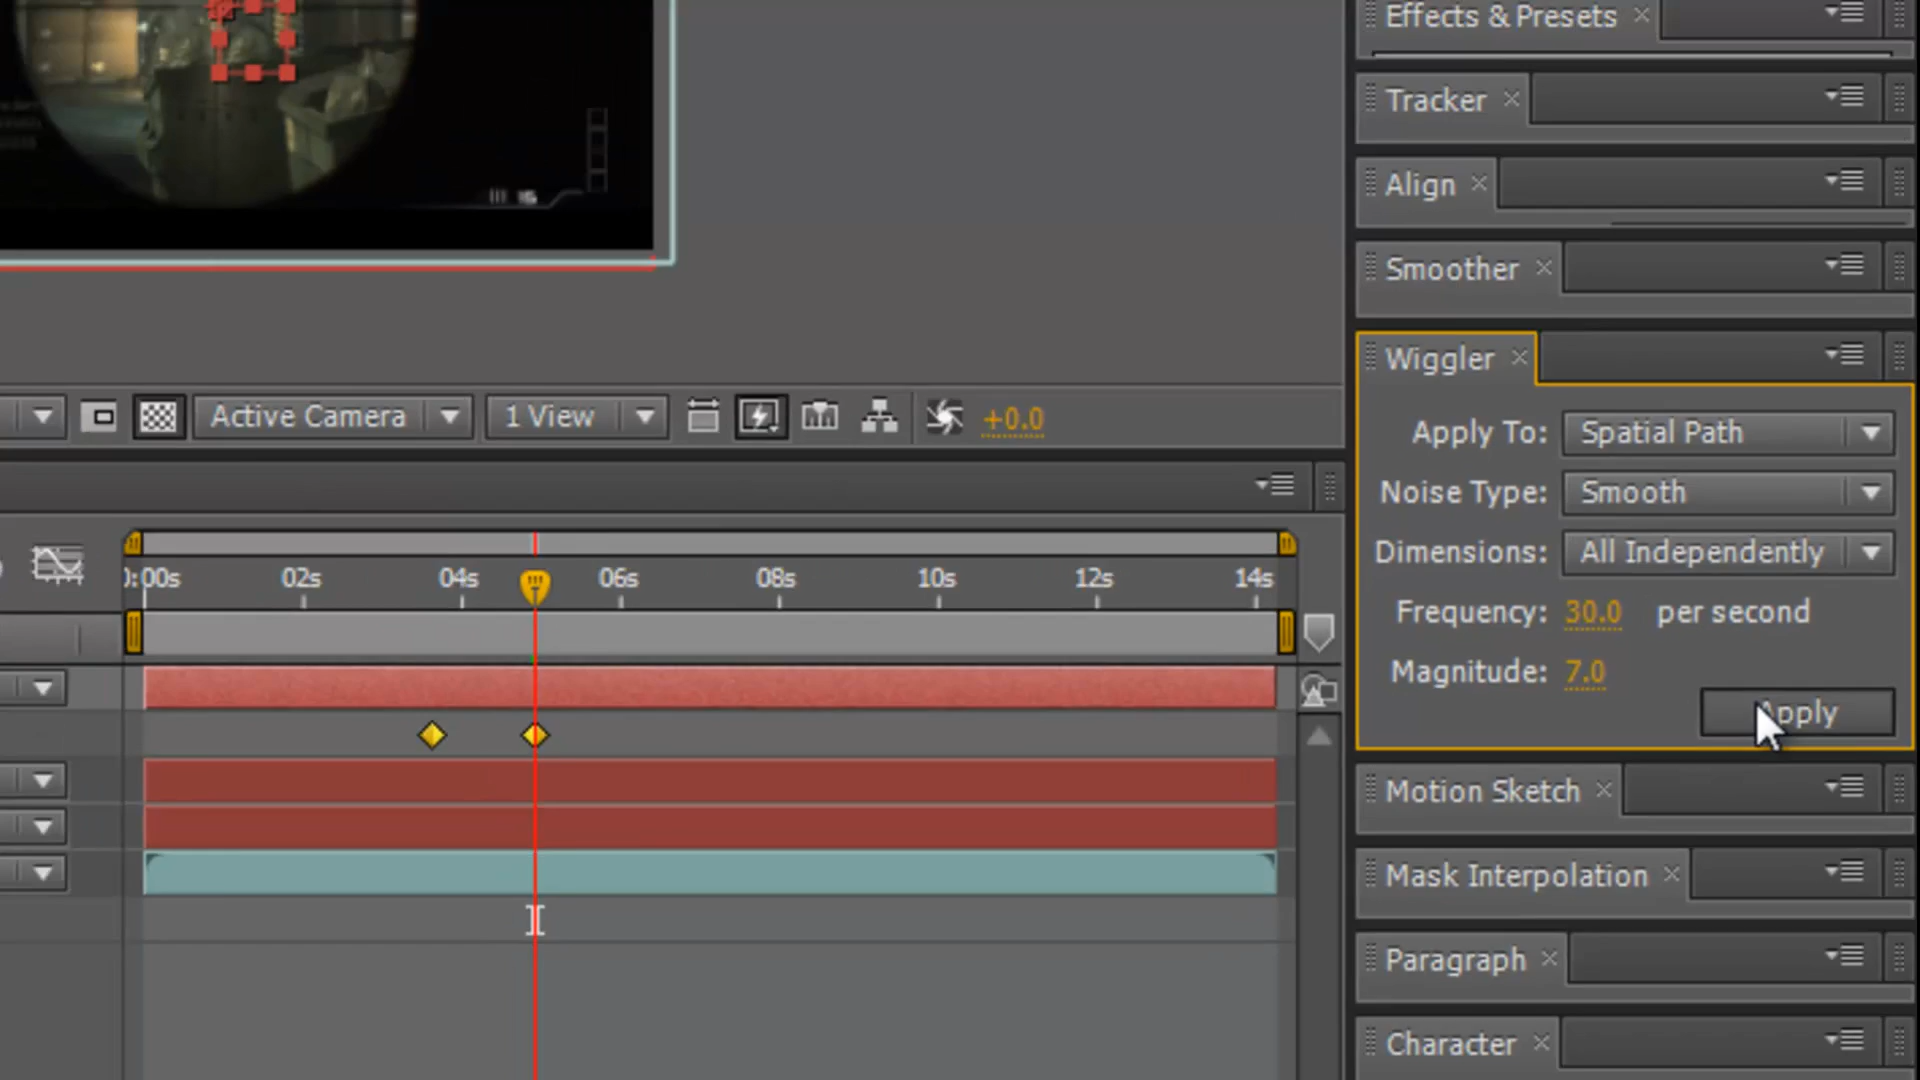 Effects & Presets
Tracker
Align
Smoother
Wiggler
Apply To: Spatial Path
Noise Type: Smooth
Dimensions: All Independently
Frequency: 30.0 per second
Magnitude: 7.0
Apply
Motion Sketch
Mask Interpolation
Paragraph
Character
Active Camera
1 View
+0.0
0:00s 02s 04s 06s 08s 10s 12s 14s